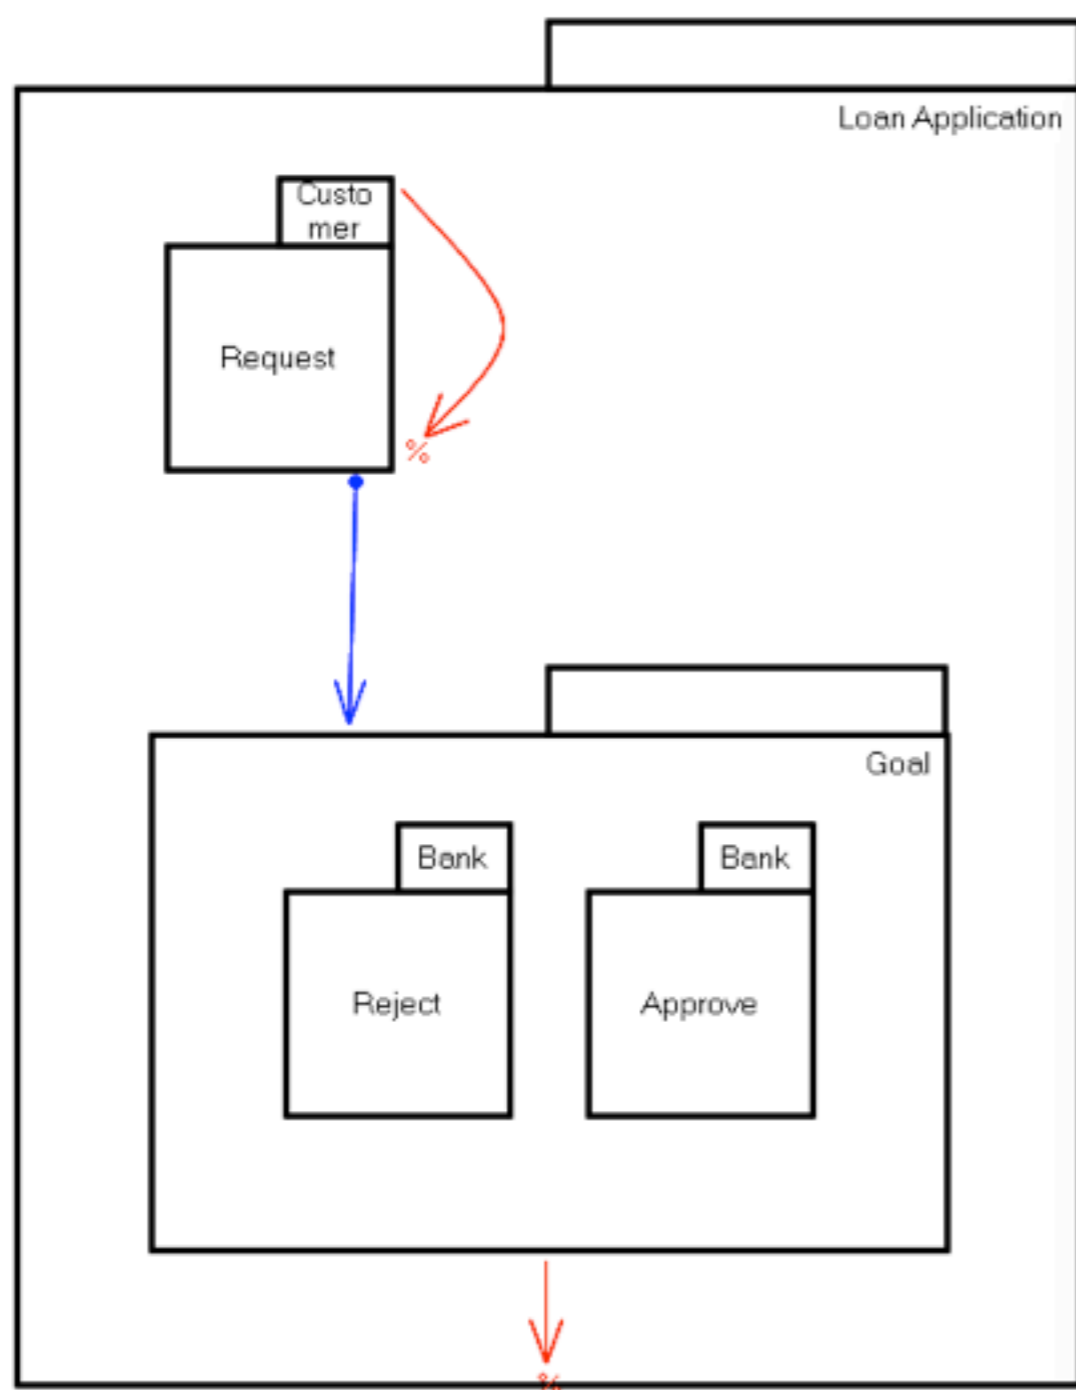 Loan Application
Custo
mer
Request
%
Goal
Bank
Bank
Reject
Approve
%